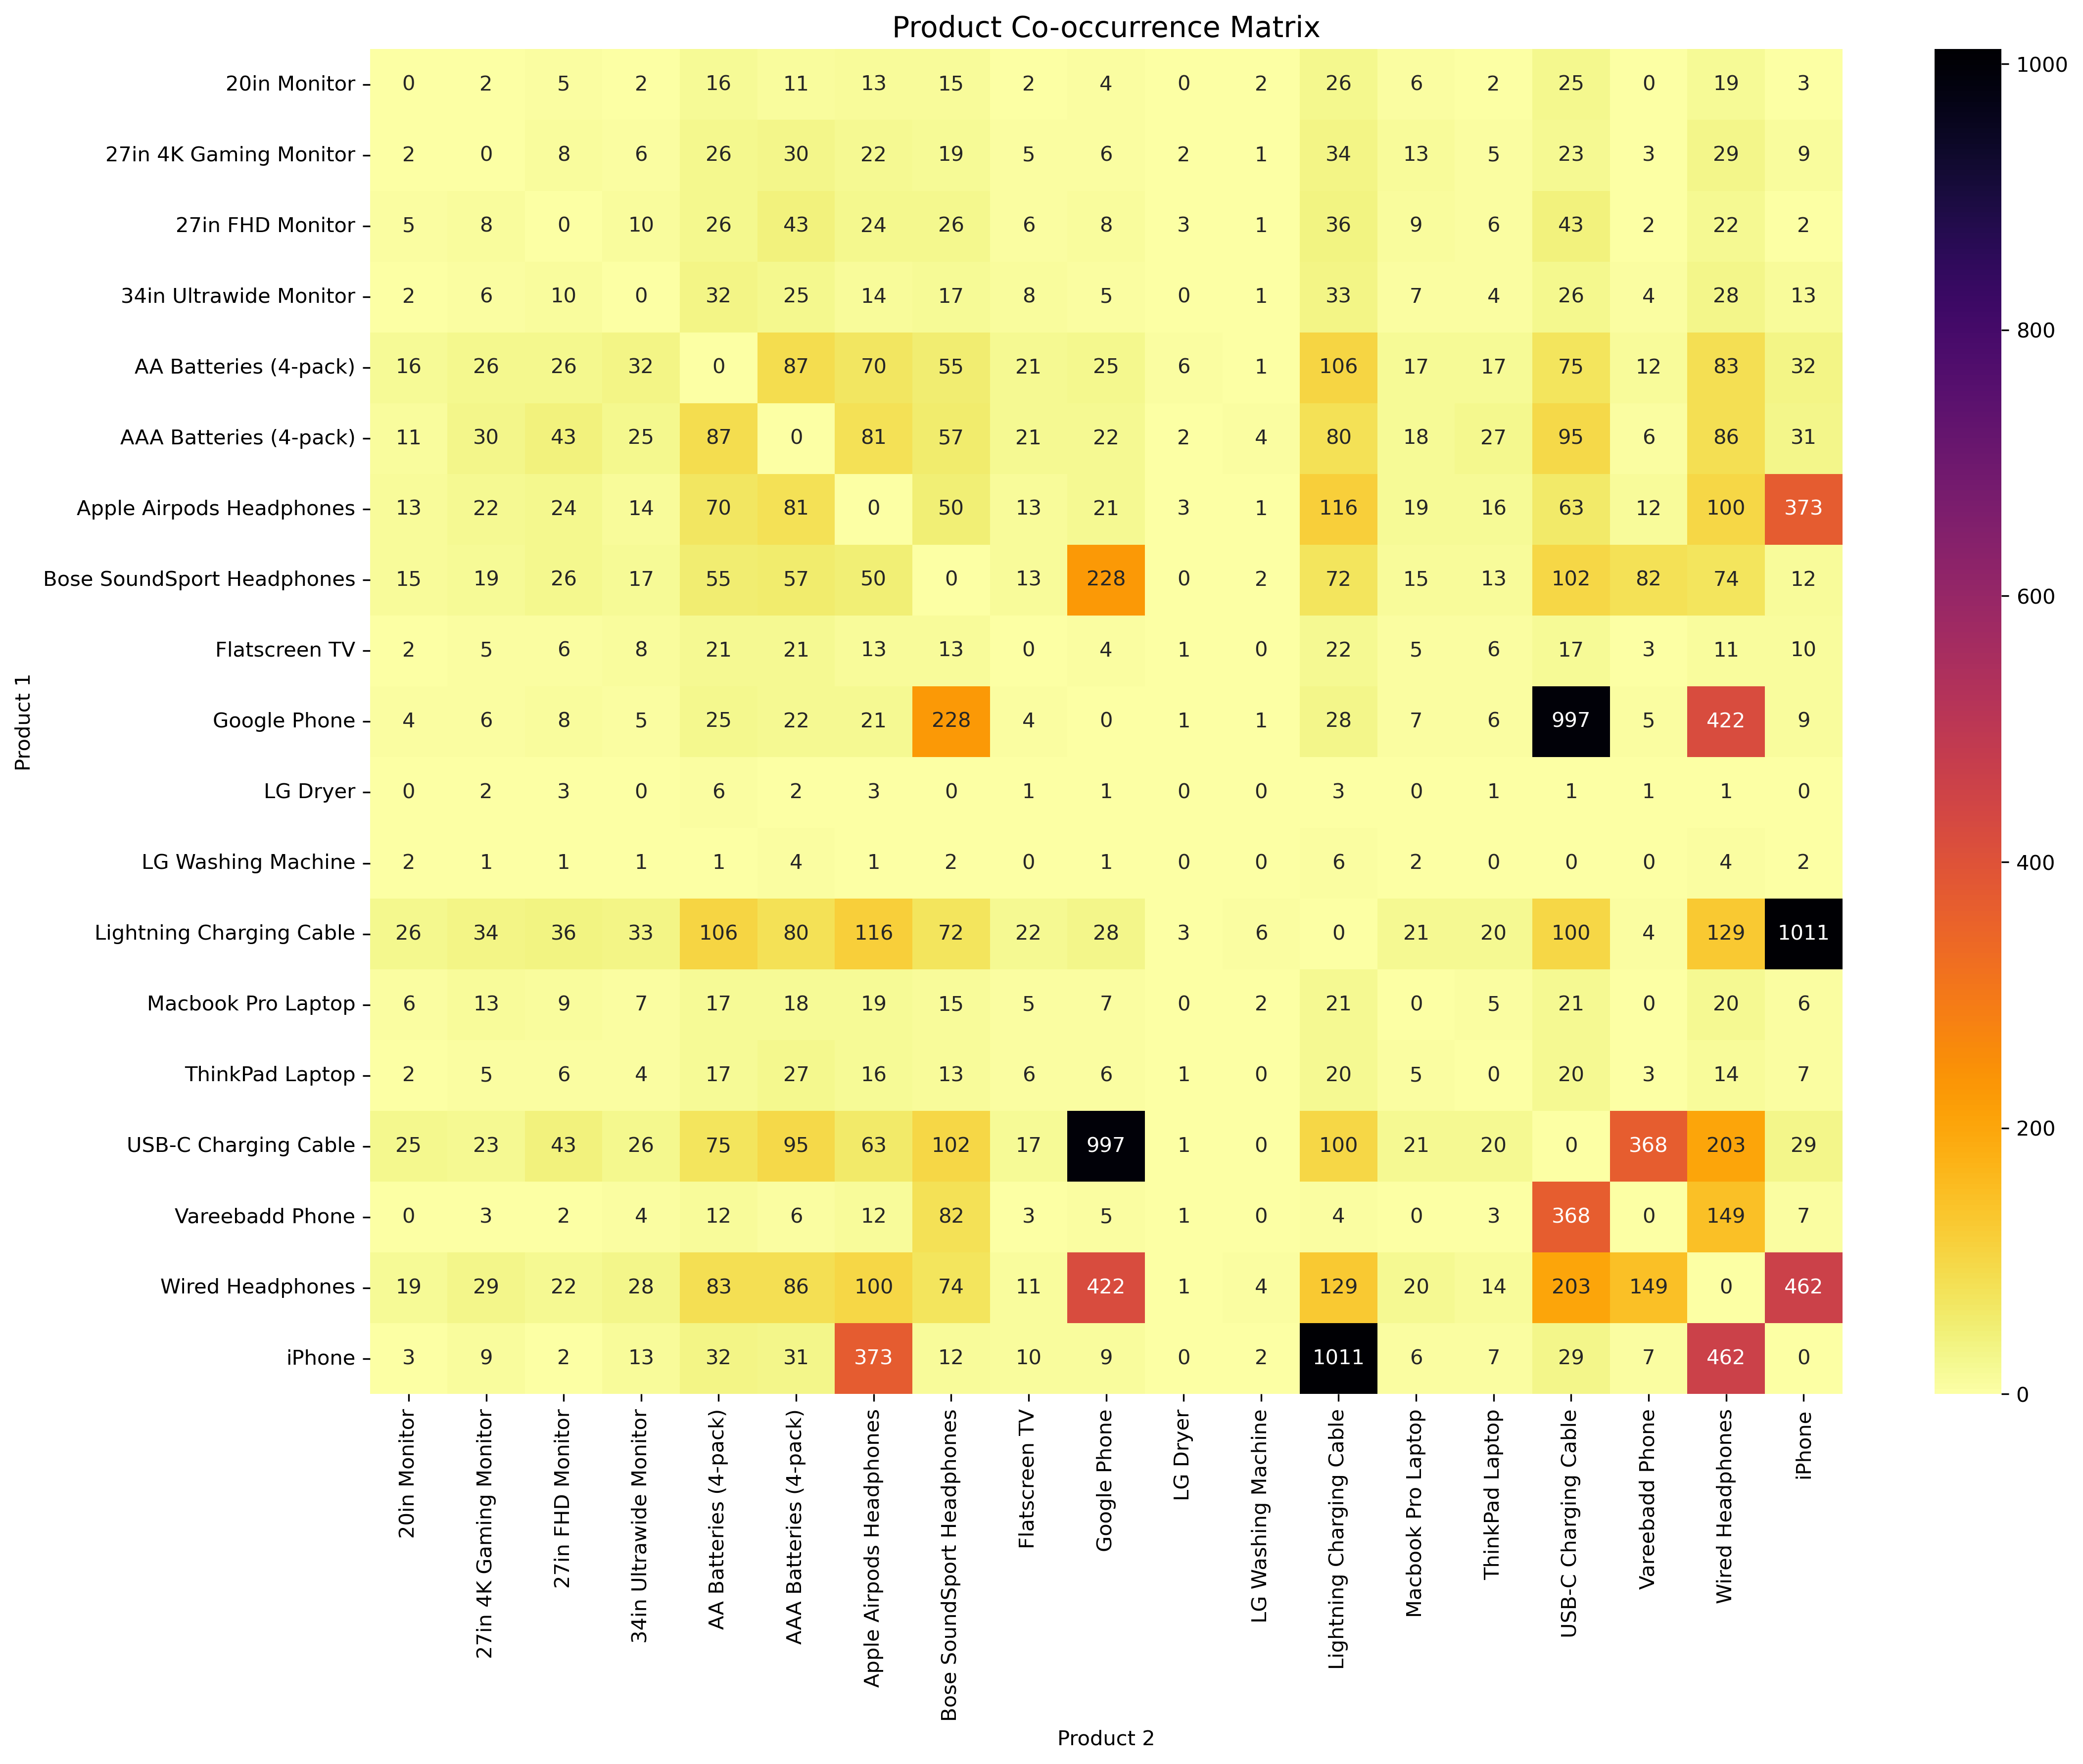 Product Co-occurrence Matrix
20in Monitor 0 2 5 2 16 11 13 15 2 4 0 2 26 6 2 25 0 19 3
27in 4K Gaming Monitor 2 0 8 6 26 30 22 19 5 6 2 1 34 13 5 23 3 29 9
27in FHD Monitor 5 8 0 10 26 43 24 26 6 8 3 1 36 9 6 43 2 22 2
34in Ultrawide Monitor 2 6 10 0 32 25 14 17 8 5 0 1 33 7 4 26 4 28 13
AA Batteries (4-pack) 16 26 26 32 0 87 70 55 21 25 6 1 106 17 17 75 12 83 32
AAA Batteries (4-pack) 11 30 43 25 87 0 81 57 21 22 2 4 80 18 27 95 6 86 31
Apple Airpods Headphones 13 22 24 14 70 81 0 50 13 21 3 1 116 19 16 63 12 100 373
Bose SoundSport Headphones 15 19 26 17 55 57 50 0 13 228 0 2 72 15 13 102 82 74 12
Flatscreen TV 2 5 6 8 21 21 13 13 0 4 1 0 22 5 6 17 3 11 10
Google Phone 4 6 8 5 25 22 21 228 4 0 1 1 28 7 6 997 5 422 9
LG Dryer 0 2 3 0 6 2 3 0 1 1 0 0 3 0 1 1 1 1 0
LG Washing Machine 2 1 1 1 1 4 1 2 0 1 0 0 6 2 0 0 0 4 2
Lightning Charging Cable 26 34 36 33 106 80 116 72 22 28 3 6 0 21 20 100 4 129 1011
Macbook Pro Laptop 6 13 9 7 17 18 19 15 5 7 0 2 21 0 5 21 0 20 6
ThinkPad Laptop 2 5 6 4 17 27 16 13 6 6 1 0 20 5 0 20 3 14 7
USB-C Charging Cable 25 23 43 26 75 95 63 102 17 997 1 0 100 21 20 0 368 203 29
Vareebadd Phone 0 3 2 4 12 6 12 82 3 5 1 0 4 0 3 368 0 149 7
Wired Headphones 19 29 22 28 83 86 100 74 11 422 1 4 129 20 14 203 149 0 462
iPhone 3 9 2 13 32 31 373 12 10 9 0 2 1011 6 7 29 7 462 0
Product 1
20in Monitor
27in 4K Gaming Monitor
27in FHD Monitor
34in Ultrawide Monitor
AA Batteries (4-pack)
AAA Batteries (4-pack)
Apple Airpods Headphones
Bose SoundSport Headphones
Flatscreen TV
Google Phone
LG Dryer
LG Washing Machine
Lightning Charging Cable
Macbook Pro Laptop
ThinkPad Laptop
USB-C Charging Cable
Vareebadd Phone
Wired Headphones
iPhone
Product 2
1000
800
600
400
200
0